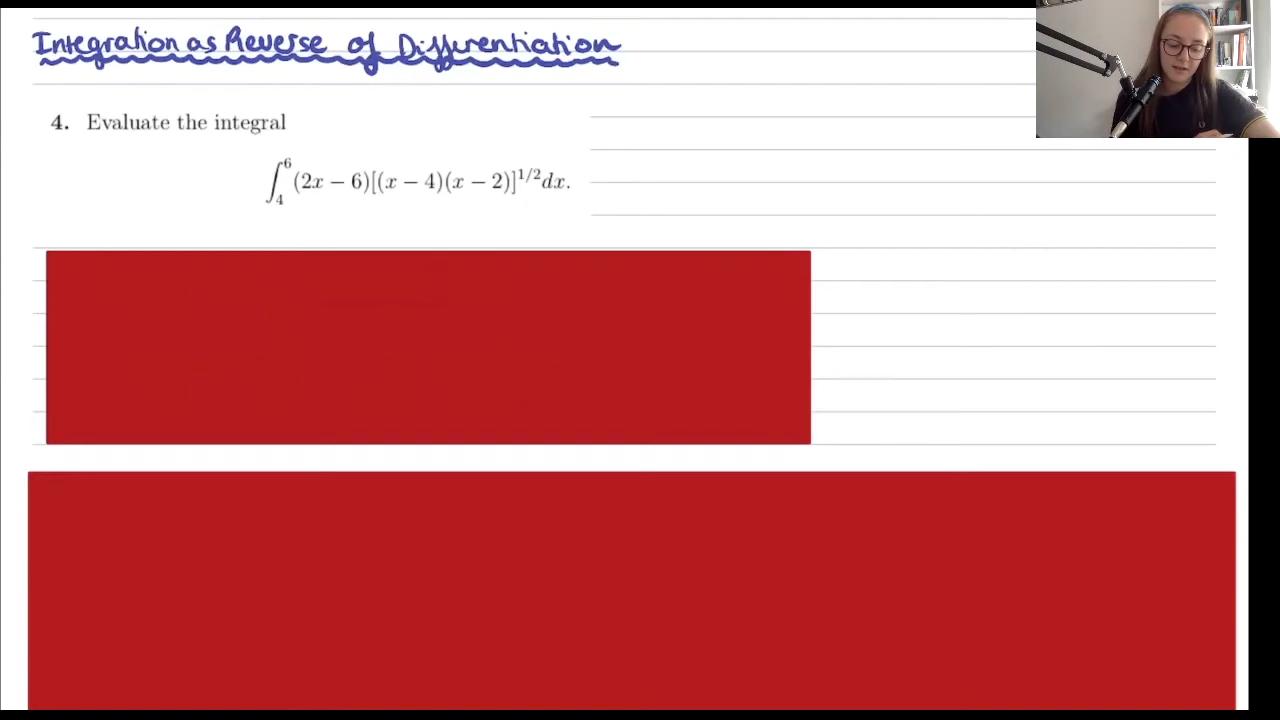 Integration as Reverse of Differentiation
4. Evaluate the integral
∫₄⁶ (2x − 6)[(x − 4)(x − 2)]^{1/2} dx.